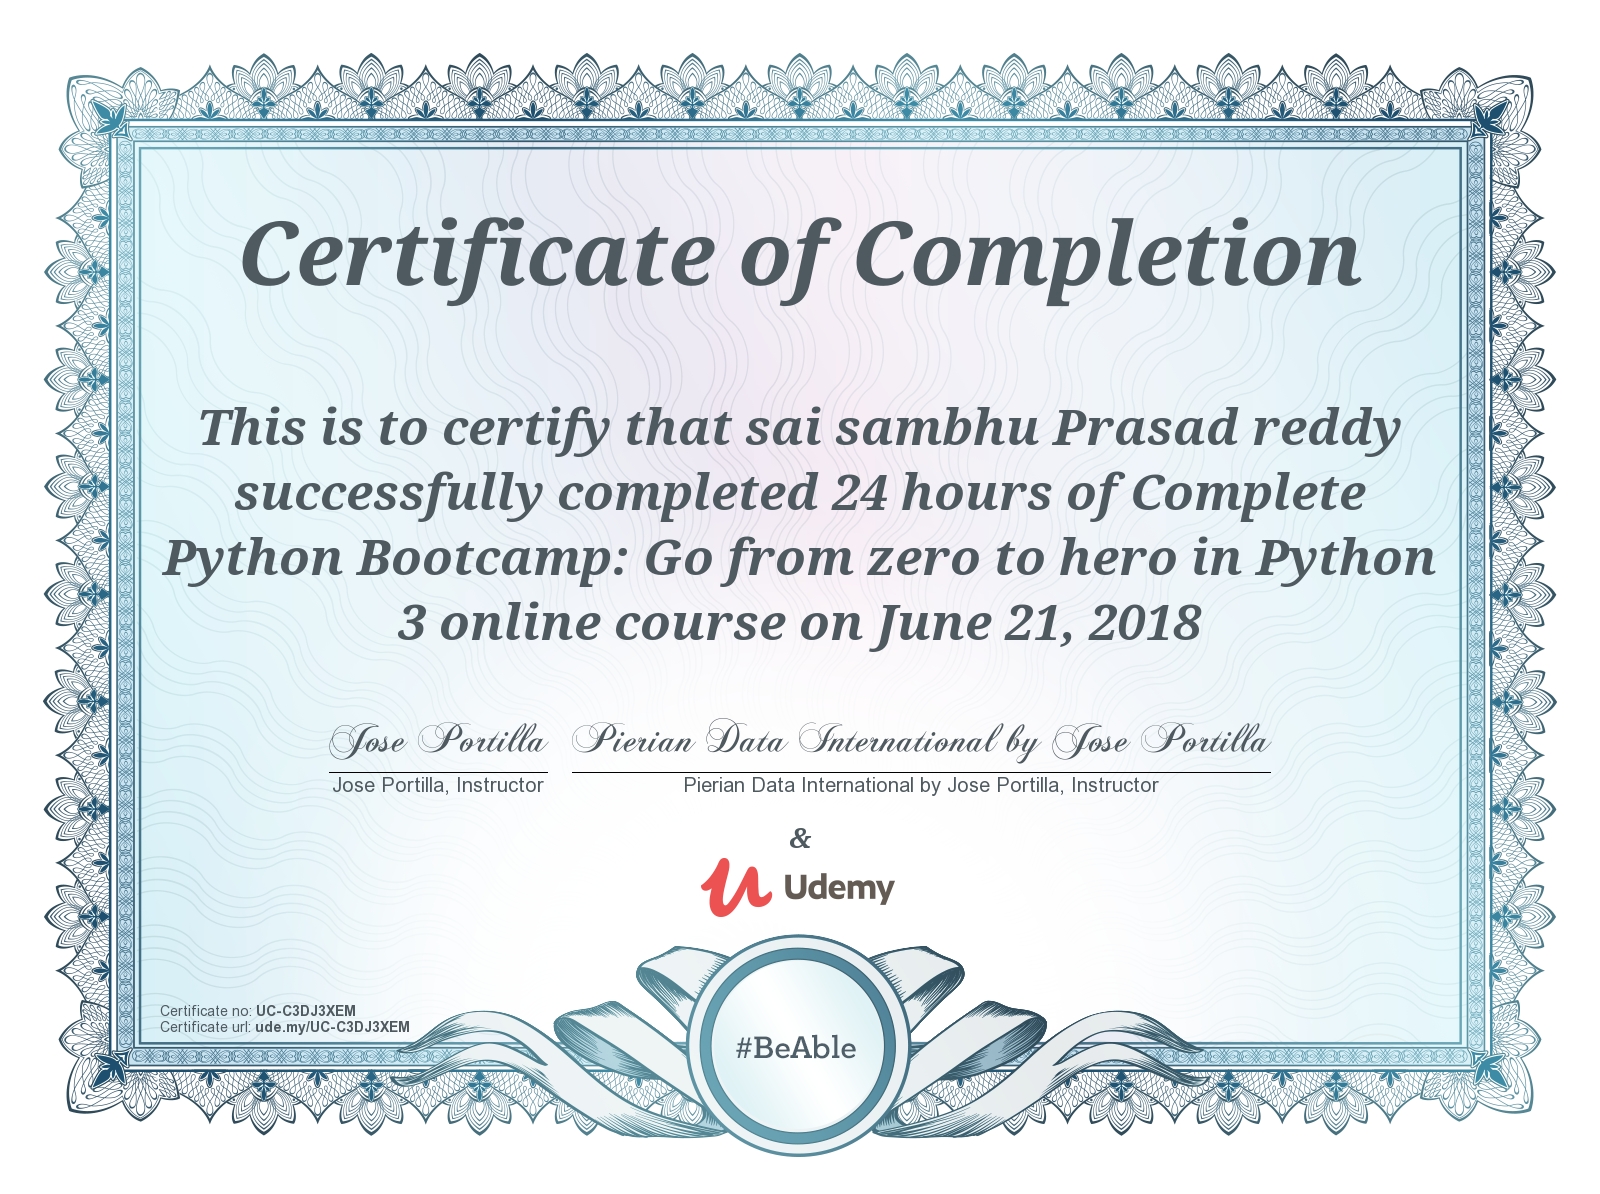 Certificate of Completion
This is to certify that sai sambhu Prasad reddy
successfully completed 24 hours of Complete
Python Bootcamp: Go from zero to hero in Python
3 online course on June 21, 2018
Jose Portilla Pierian Data International by Jose Portilla
Jose Portilla, Instructor Pierian Data International by Jose Portilla, Instructor
&
Udemy
Certificate no: UC-C3DJ3XEM
Certificate url: ude.my/UC-C3DJ3XEM
#BeAble